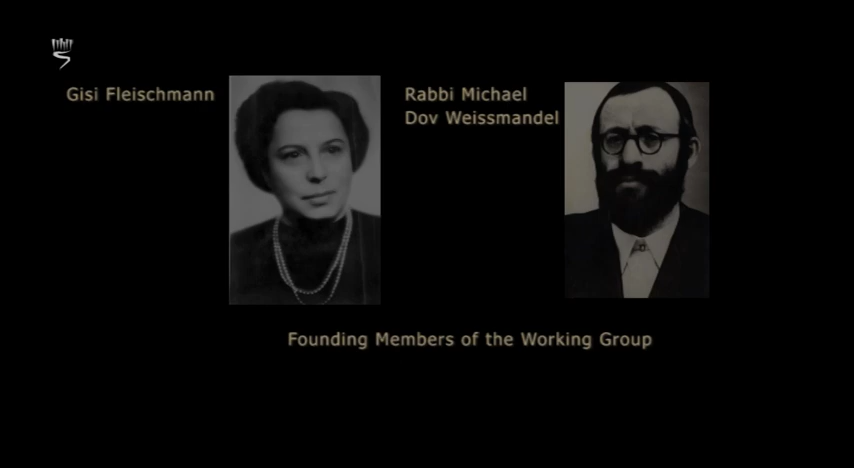 Gisi Fleischmann
Rabbi Michael
Dov Weissmandel
Founding Members of the Working Group